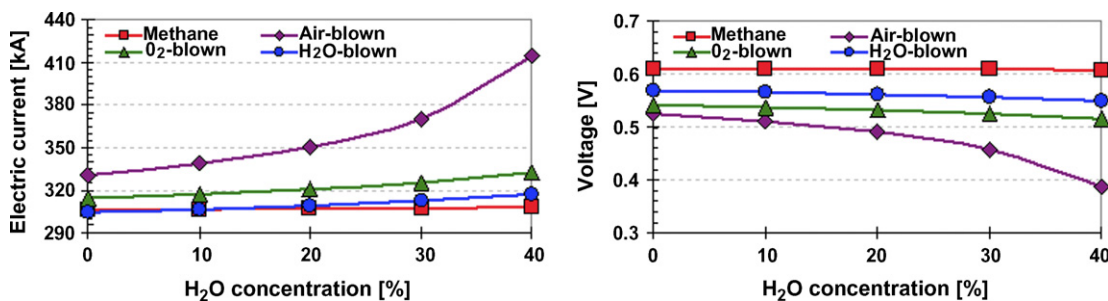 Electric current [kA]
440
410
380
350
320
290
Methane
Air-blown
0₂-blown
H₂O-blown
0
10
20
30
40
H₂O concentration [%]
Voltage [V]
0.7
0.6
0.5
0.4
0.3
Methane
Air-blown
0₂-blown
H₂O-blown
0
10
20
30
40
H₂O concentration [%]